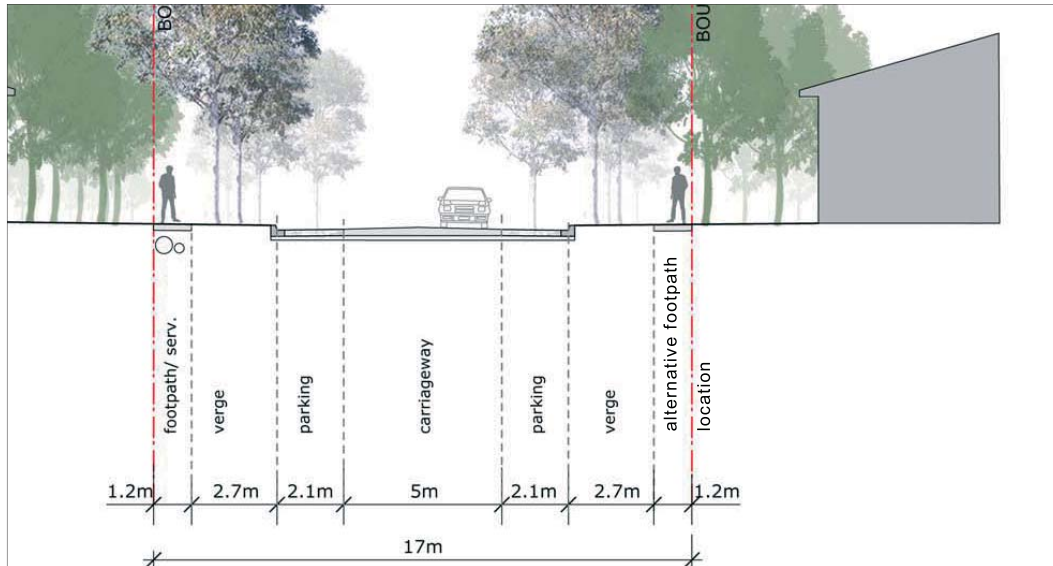 BOU
BOU
footpath/ serv.
verge
parking
carriageway
parking
verge
alternative footpath
location
1.2m
2.7m
2.1m
5m
2.1m
2.7m
1.2m
17m